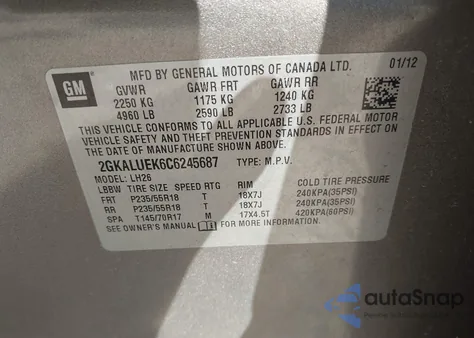 MFD BY GENERAL MOTORS OF CANADA LTD. 01/12
GM
GVWR GAWR FRT GAWR RR
2250 KG 1175 KG 1240 KG
4960 LB 2590 LB 2733 LB
THIS VEHICLE CONFORMS TO ALL APPLICABLE U.S. FEDERAL MOTOR
VEHICLE SAFETY AND THEFT PREVENTION STANDARDS IN EFFECT
ON THE DATE OF MANUFACTURE SHOWN ABOVE.
2GKALUEK6C6245687 TYPE: M.P.V.
MODEL: LH26
LBBW TIRE SIZE SPEED RTG RIM COLD TIRE PRESSURE
FRT P235/55R18 T 18X7J 240KPA(35PSI)
RR P235/55R18 T 18X7J 240KPA(35PSI)
SPA T145/70R17 M 17X4.5T 420KPA(60PSI)
SEE OWNER'S MANUAL FOR MORE INFORMATION.
autoSnap